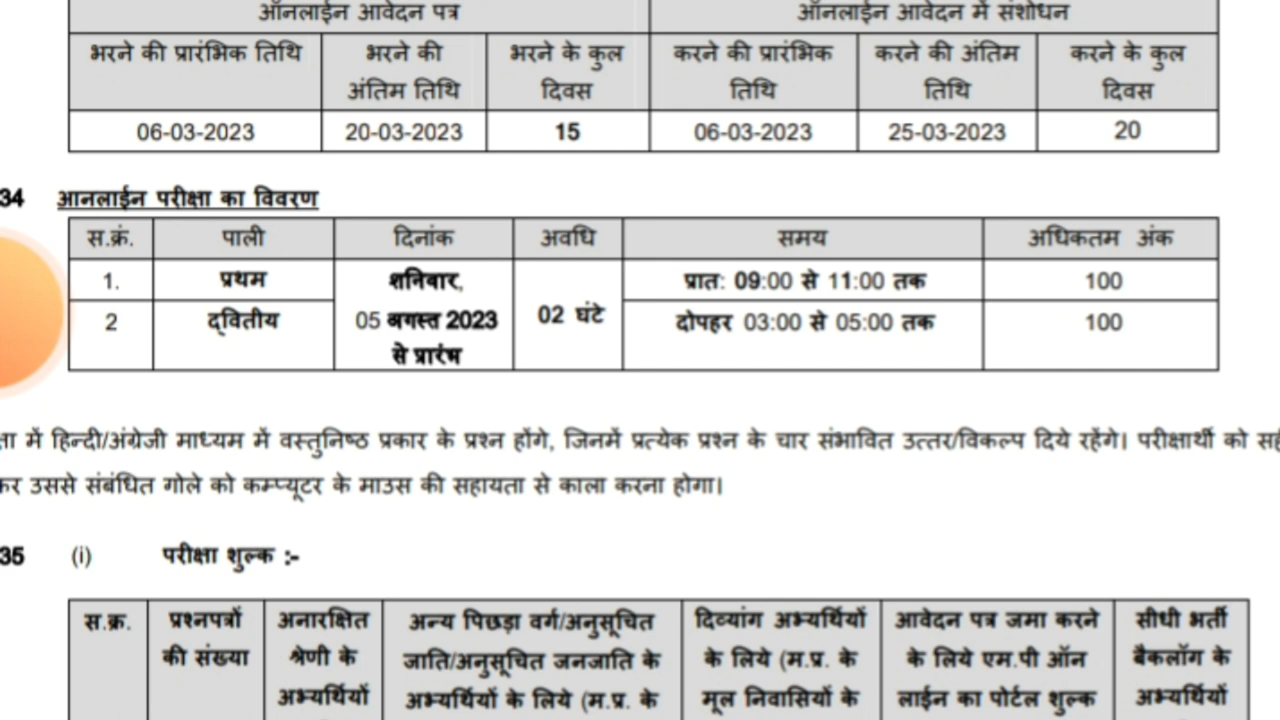 ऑनलाईन आवेदन पत्र ऑनलाईन आवेदन में संशोधन
भरने की प्रारंभिक तिथि भरने की अंतिम तिथि भरने के कुल दिवस करने की प्रारंभिक तिथि करने की अंतिम तिथि करने के कुल दिवस
06-03-2023 20-03-2023 15 06-03-2023 25-03-2023 20
34 आनलाईन परीक्षा का विवरण
स.क्रं. पाली दिनांक अवधि समय अधिकतम अंक
1. प्रथम शनिवार, 05 अगस्त 2023 से प्रारंभ 02 घंटे प्रात: 09:00 से 11:00 तक 100
2 द्वितीय दोपहर 03:00 से 05:00 तक 100
में हिन्दी/अंग्रेजी माध्यम में वस्तुनिष्ठ प्रकार के प्रश्न होंगे, जिनमें प्रत्येक प्रश्न के चार संभावित उत्तर/विकल्प दिये रहेंगे। परीक्षार्थी को
कर उससे संबंधित गोले को कम्प्यूटर के माउस की सहायता से काला करना होगा।
35 (i) परीक्षा शुल्क :-
स.क्र. प्रश्नपत्रों अनारक्षित अन्य पिछड़ा वर्ग/अनुसूचित दिव्यांग अभ्यर्थियों आवेदन पत्र जमा करने सीधी भर्ती
की संख्या श्रेणी के जाति/अनुसूचित जनजाति के के लिये (म.प्र. के के लिये एम.पी ऑन बैकलॉग के
अभ्यर्थियों अभ्यर्थियों के लिये (म.प्र. के मूल निवासियों के लाईन का पोर्टल शुल्क अभ्यर्थियों